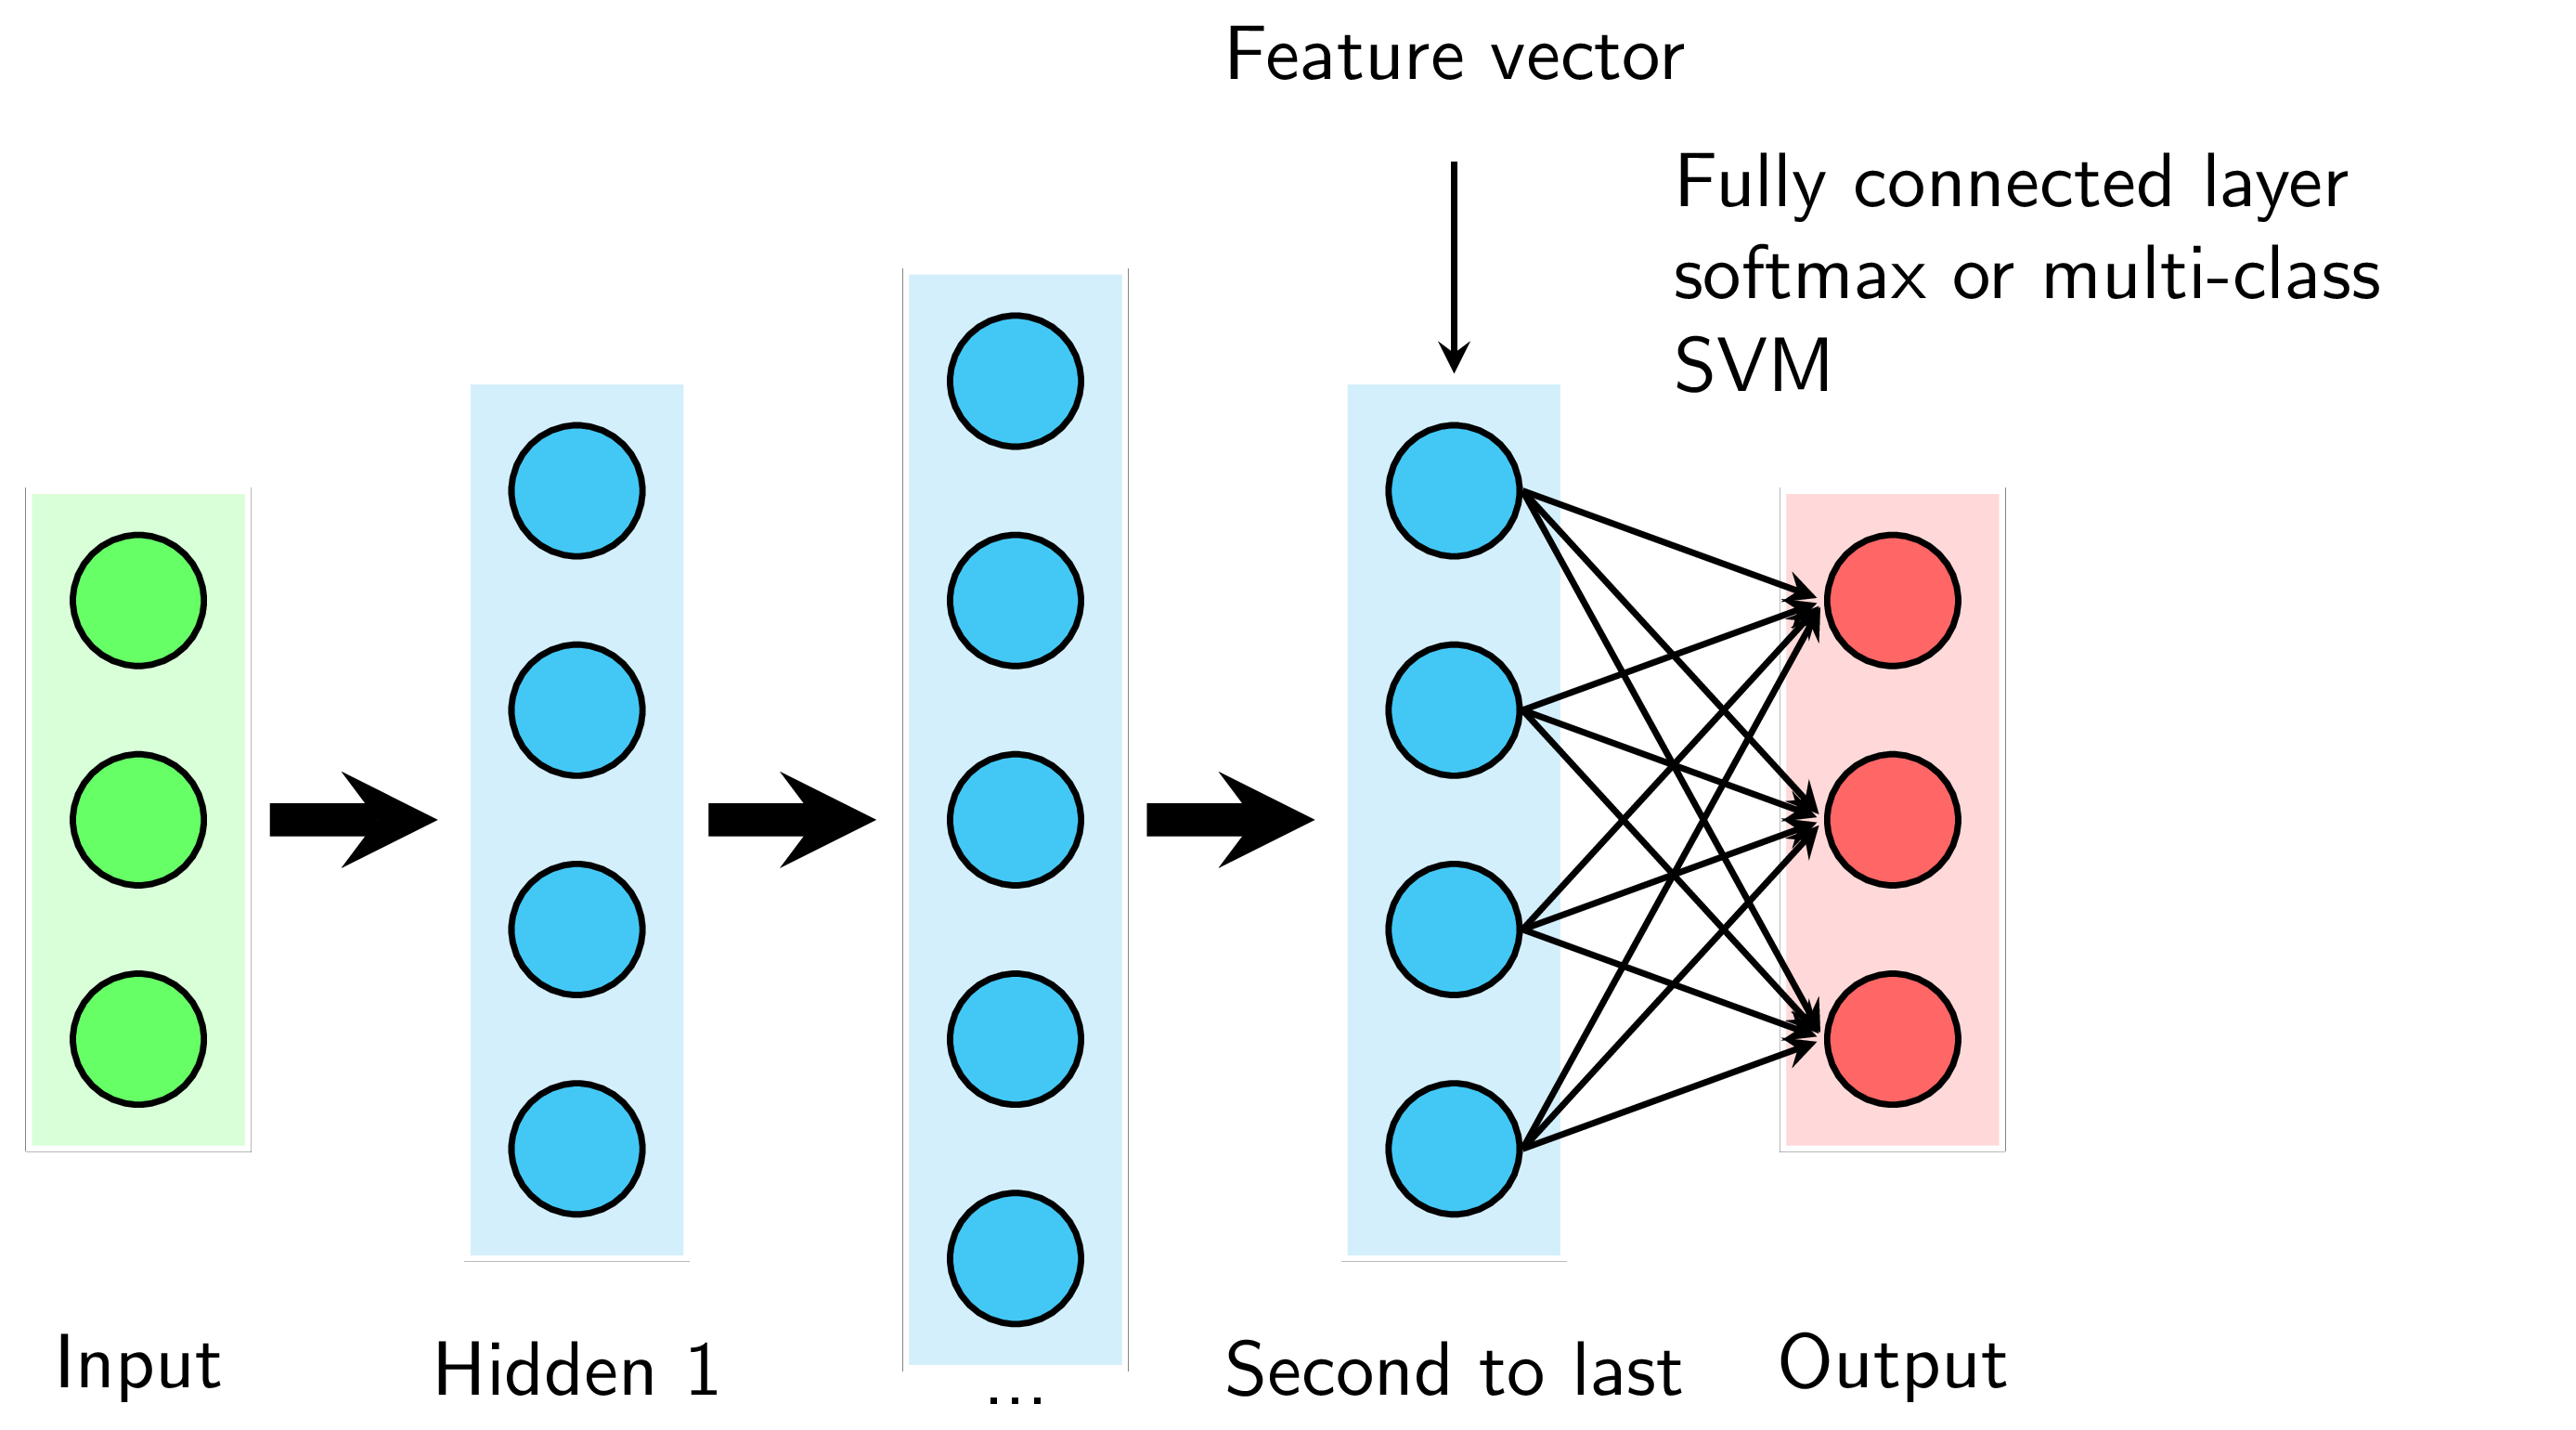 Feature vector
Fully connected layer
softmax or multi-class
SVM
Input
Hidden 1
...
Second to last
Output